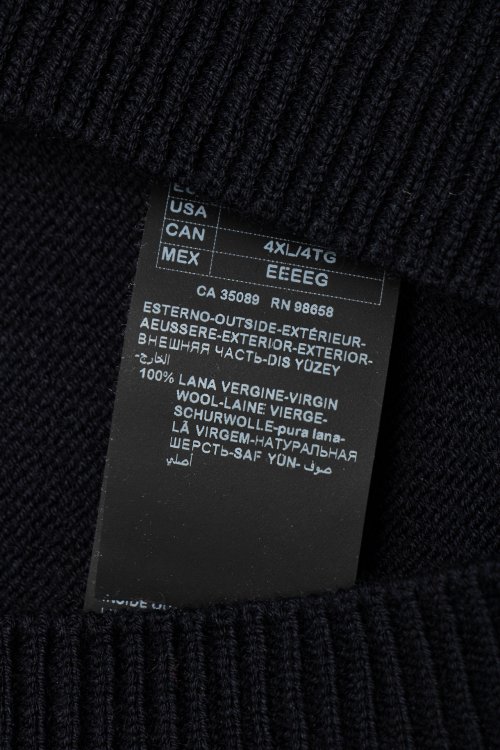 USA
CAN 4XL/4TG
MEX EEEEG
CA 35089 RN 98658
ESTERNO-OUTSIDE-EXTÉRIEUR-
AEUSSERE-EXTERIOR-EXTERIOR-
ВНЕШНЯЯ ЧАСТЬ-DIS YÜZEY
-الخارج
100% LANA VERGINE-VIRGIN
WOOL-LAINE VIERGE-
SCHURWOLLE-pura lana-
LÃ VIRGEM-НАТУРАЛЬНАЯ
ШЕРСТЬ-SAF YÜN- صوف
أصلي
INSIDE